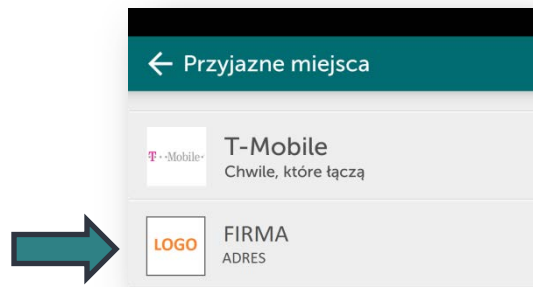 Przyjazne miejsca
T··Mobile·
T-Mobile
Chwile, które łączą
LOGO
FIRMA
ADRES